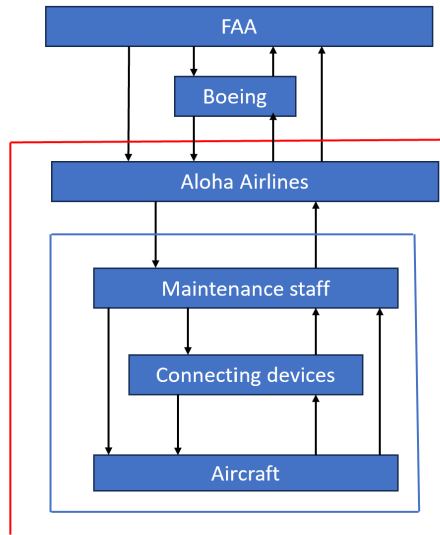 FAA
Boeing
Aloha Airlines
Maintenance staff
Connecting devices
Aircraft